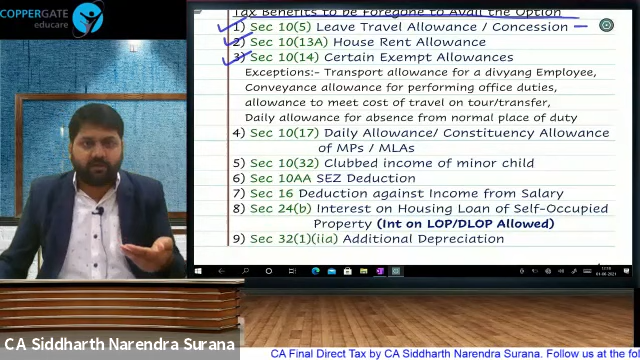 COPPERGATE
educare
Tax Benefits to be Foregone to Avail the Option
1) Sec 10(5) Leave Travel Allowance / Concession
2) Sec 10(13A) House Rent Allowance
3) Sec 10(14) Certain Exempt Allowances
Exceptions:- Transport allowance for a divyang Employee,
Conveyance allowance for performing office duties,
allowance to meet cost of travel on tour/transfer,
Daily allowance for absence from normal place of duty
4) Sec 10(17) Daily Allowance/ Constituency Allowance
of MPs / MLAs
5) Sec 10(32) Clubbed income of minor child
6) Sec 10AA SEZ Deduction
7) Sec 16 Deduction against Income from Salary
8) Sec 24(b) Interest on Housing Loan of Self-Occupied
Property (Int on LOP/DLOP Allowed)
9) Sec 32(1)(iia) Additional Depreciation
CA Siddharth Narendra Surana
CA Final Direct Tax by CA Siddharth Narendra Surana. Follow us at the fo